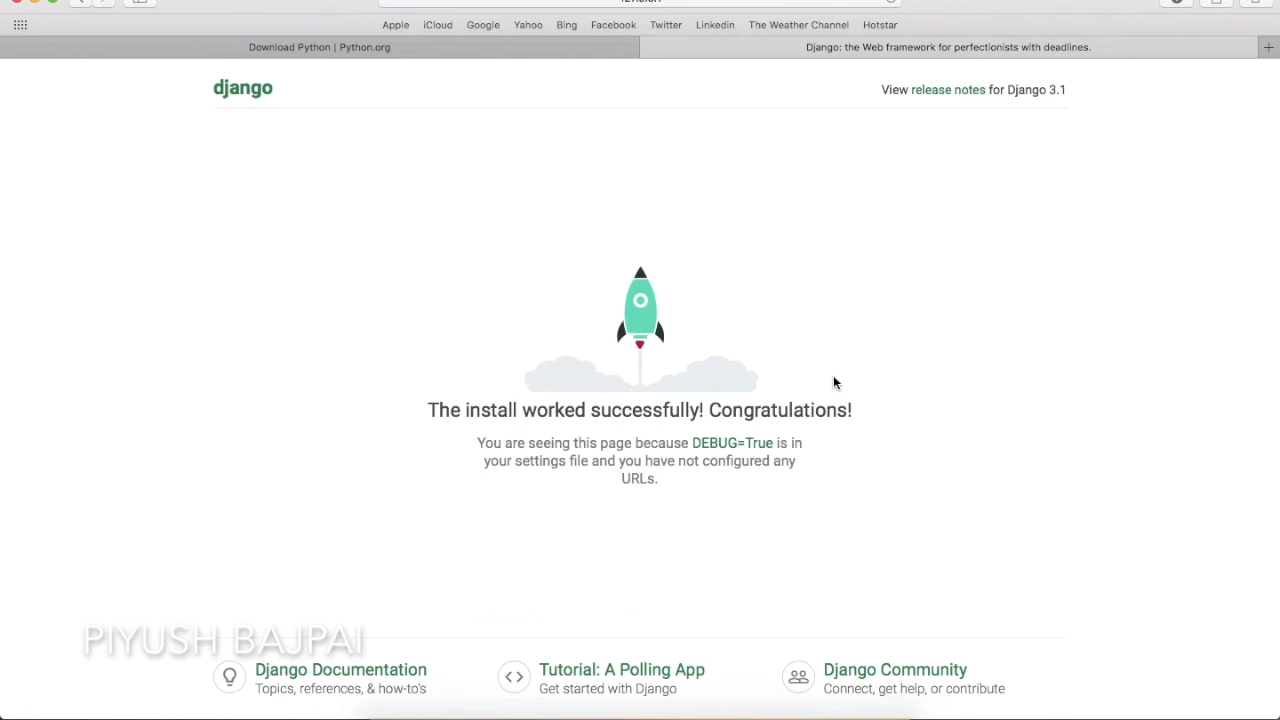 Apple iCloud Google Yahoo Bing Facebook Twitter Linkedin The Weather Channel Hotstar
Download Python | Python.org
Django: the Web framework for perfectionists with deadlines.
django
View release notes for Django 3.1
The install worked successfully! Congratulations!
You are seeing this page because DEBUG=True is in
your settings file and you have not configured any
URLs.
PIYUSH BAJPAI
Django Documentation
Topics, references, & how-to's
Tutorial: A Polling App
Get started with Django
Django Community
Connect, get help, or contribute